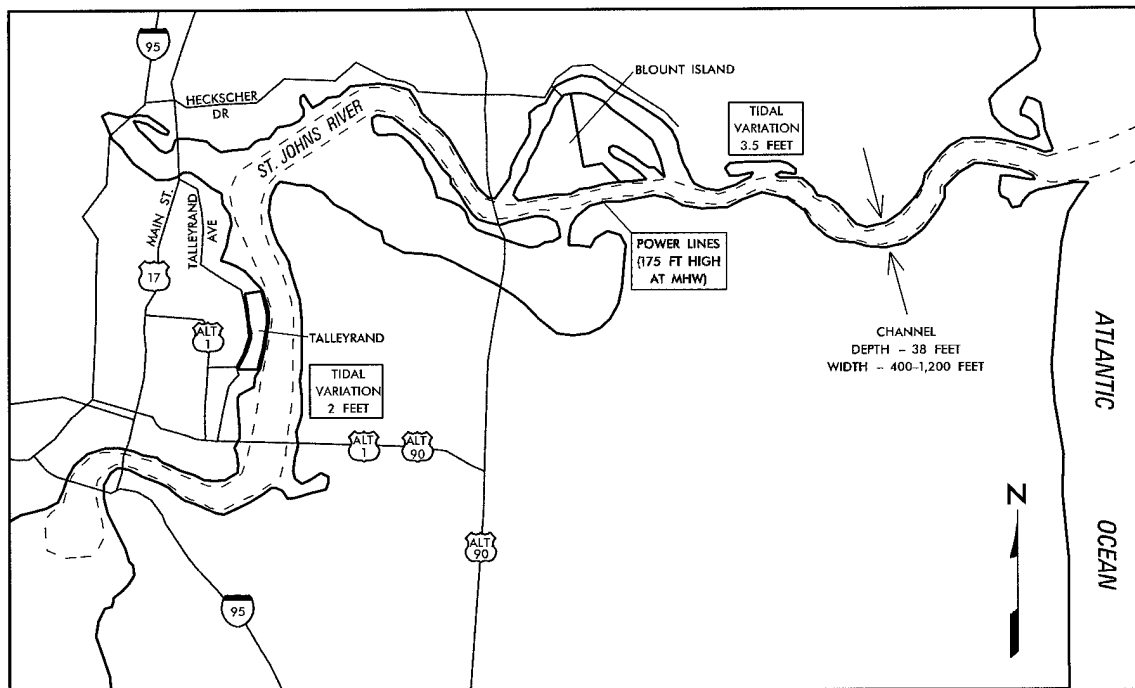 95
HECKSCHER
DR
BLOUNT ISLAND
ST. JOHNS RIVER
TIDAL
VARIATION
3.5 FEET
MAIN ST.
TALLEYRAND
AVE
17
POWER LINES
(175 FT HIGH
AT MHW)
ALT
1
TALLEYRAND
CHANNEL
DEPTH - 38 FEET
WIDTH - 400-1,200 FEET
TIDAL
VARIATION
2 FEET
ATLANTIC
OCEAN
ALT
1
ALT
90
N
ALT
90
95